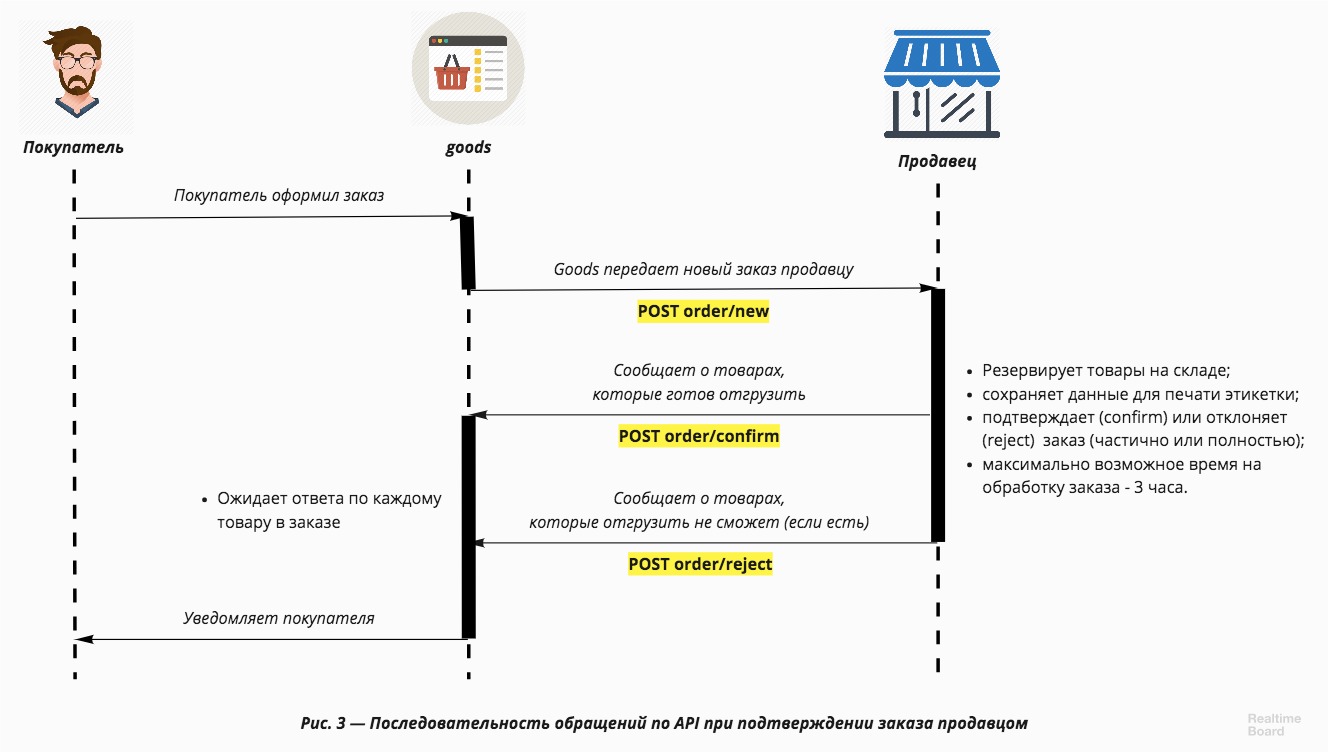 Покупатель
goods
Продавец
Покупатель оформил заказ
Goods передает новый заказ продавцу
POST order/new
Сообщает о товарах,
которые готов отгрузить
POST order/confirm
• Резервирует товары на складе;
• сохраняет данные для печати этикетки;
• подтверждает (confirm) или отклоняет
(reject) заказ (частично или полностью);
• максимально возможное время на
обработку заказа - 3 часа.
• Ожидает ответа по каждому
товару в заказе
Сообщает о товарах,
которые отгрузить не сможет (если есть)
POST order/reject
Уведомляет покупателя
Рис. 3 — Последовательность обращений по API при подтверждении заказа продавцом
Realtime
Board